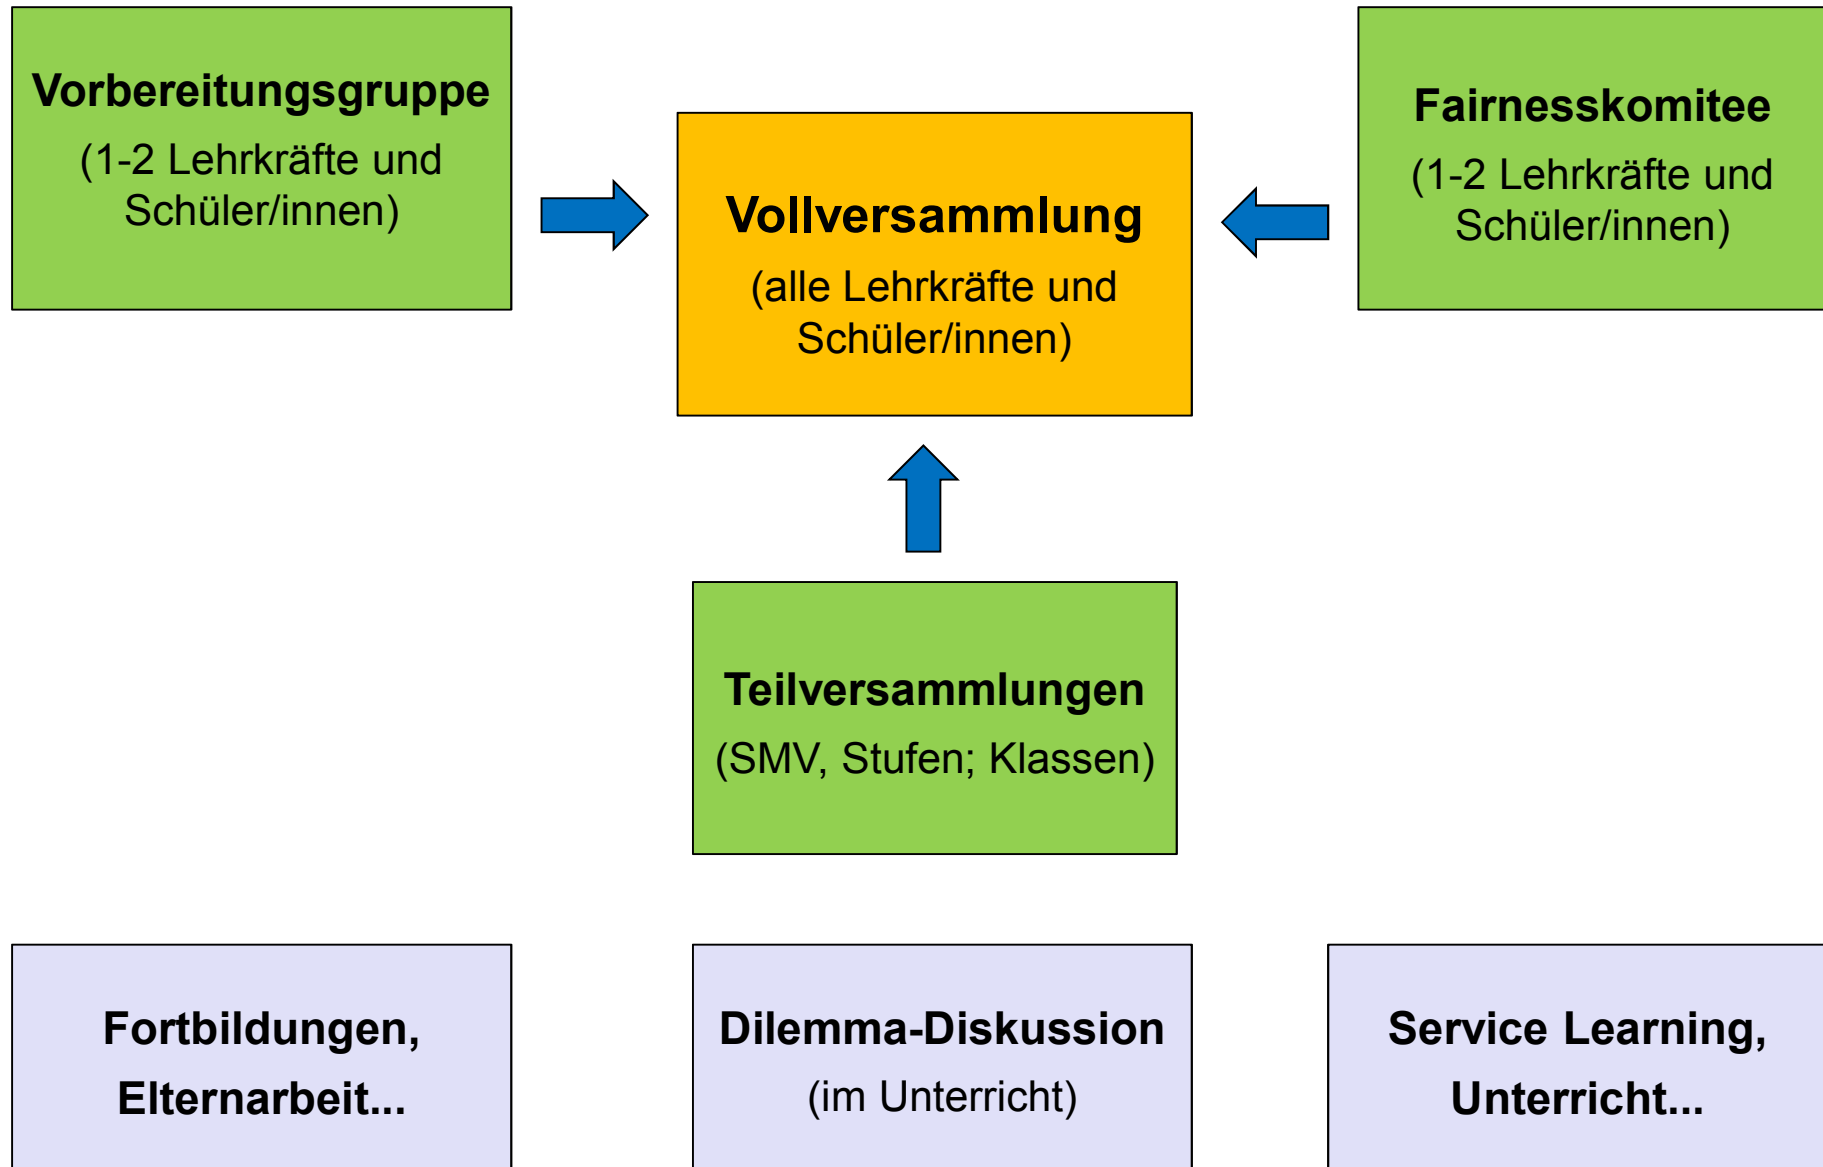 Vorbereitungsgruppe
(1-2 Lehrkräfte und
Schüler/innen)
Vollversammlung
(alle Lehrkräfte und
Schüler/innen)
Fairnesskomitee
(1-2 Lehrkräfte und
Schüler/innen)
Teilversammlungen
(SMV, Stufen; Klassen)
Fortbildungen,
Elternarbeit...
Dilemma-Diskussion
(im Unterricht)
Service Learning,
Unterricht...